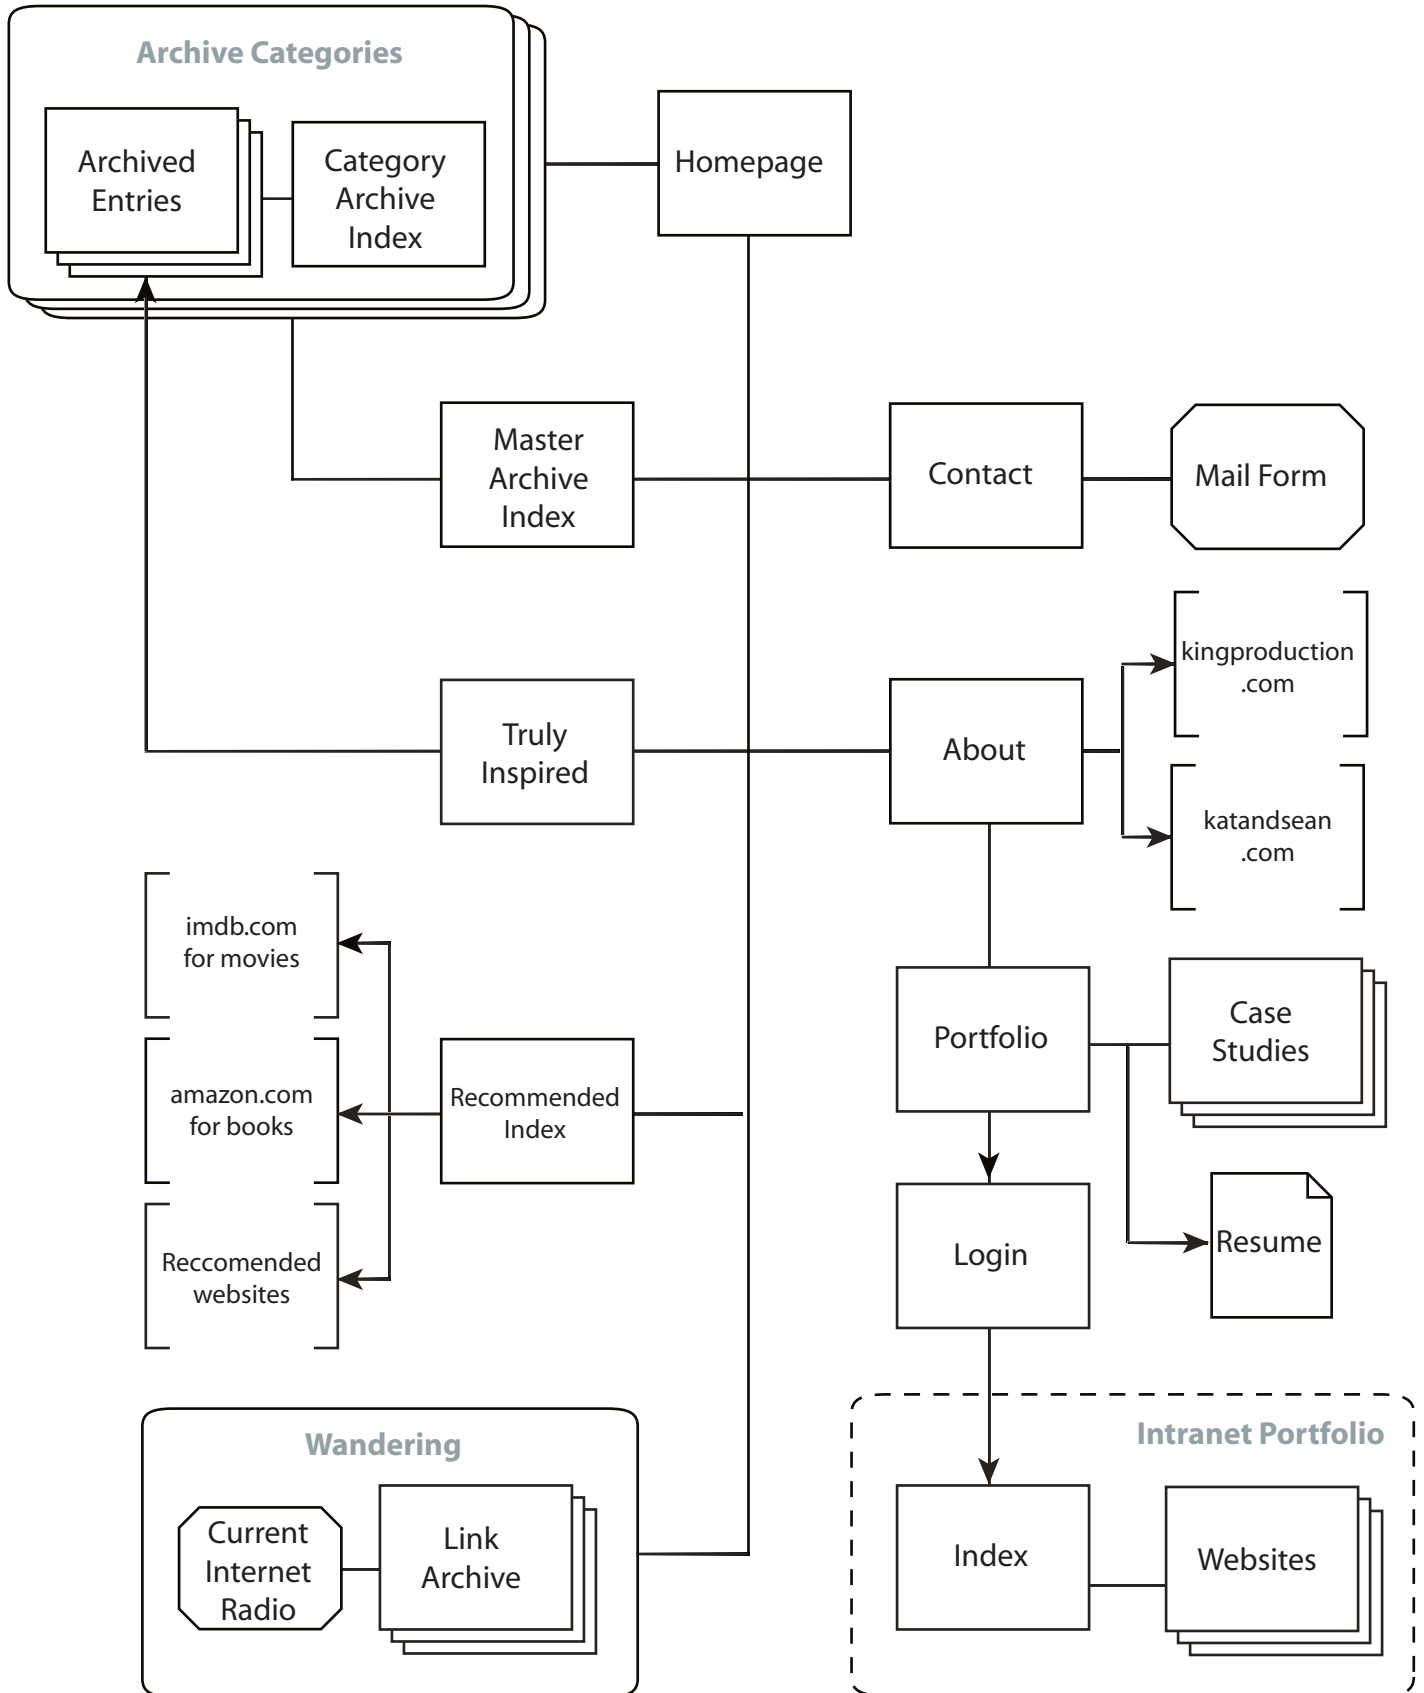 Archive Categories
Archived
Entries
Category
Archive
Index
Homepage
Master
Archive
Index
Contact
Mail Form
kingproduction
.com
Truly
Inspired
About
katandsean
.com
imdb.com
for movies
Portfolio
Case
Studies
amazon.com
for books
Recommended
Index
Login
Resume
Reccomended
websites
Wandering
Current
Internet
Radio
Link
Archive
Intranet Portfolio
Index
Websites